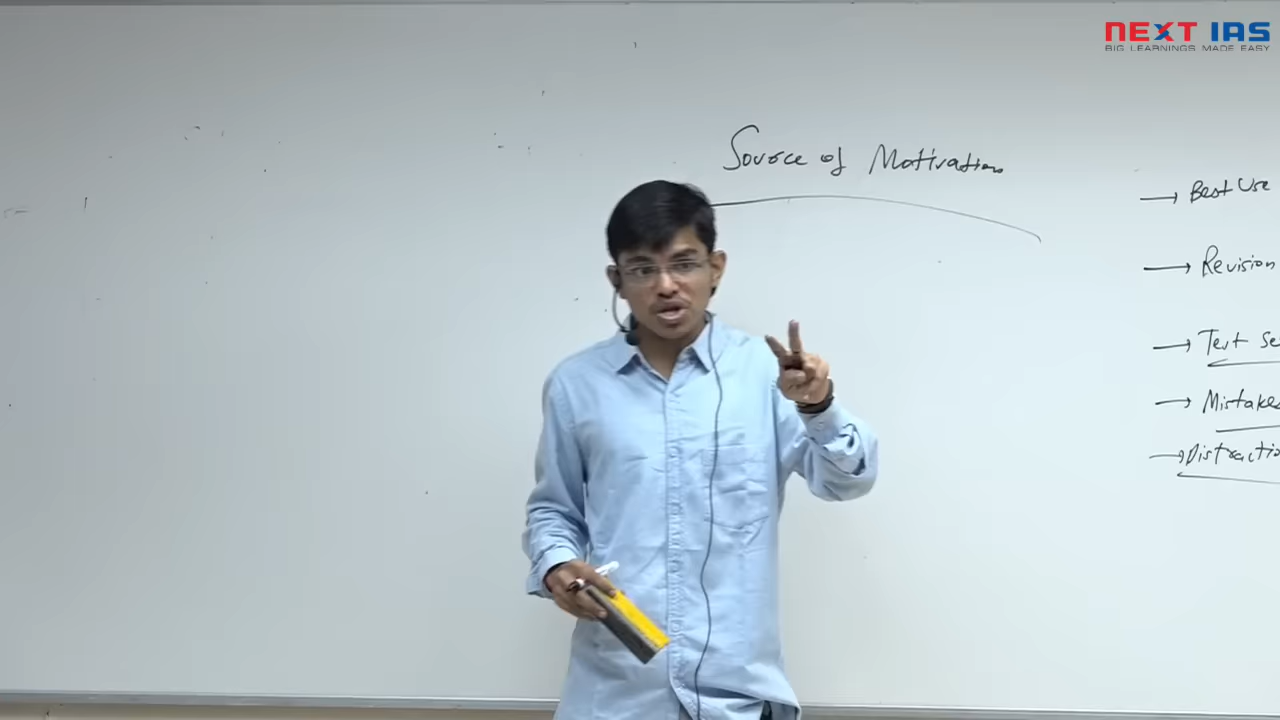 NEXT IAS
BIG LEARNINGS MADE EASY
Source of Motivation
→ Best Use
→ Revision
→ Test Se
→ Mistake
→ Distractio